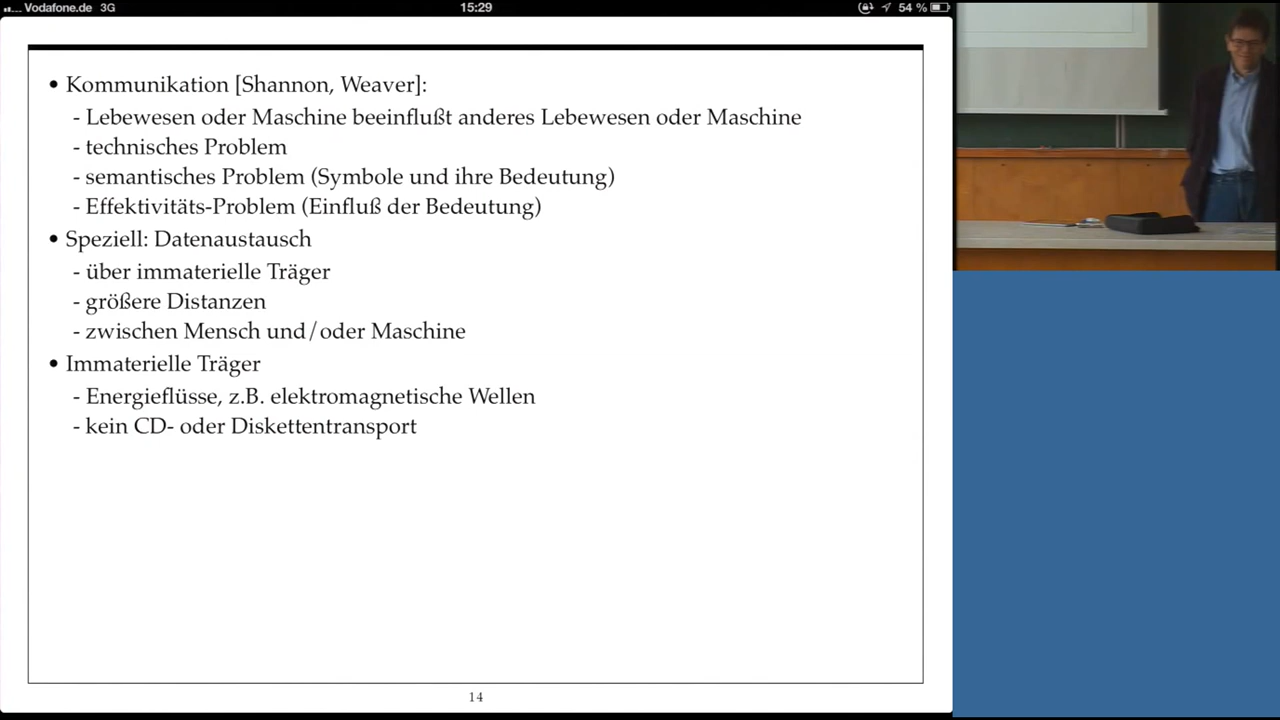 Vodafone.de 3G 15:29 54 %
• Kommunikation [Shannon, Weaver]:
- Lebewesen oder Maschine beeinflußt anderes Lebewesen oder Maschine
- technisches Problem
- semantisches Problem (Symbole und ihre Bedeutung)
- Effektivitäts-Problem (Einfluß der Bedeutung)
• Speziell: Datenaustausch
- über immaterielle Träger
- größere Distanzen
- zwischen Mensch und/oder Maschine
• Immaterielle Träger
- Energieflüsse, z.B. elektromagnetische Wellen
- kein CD- oder Diskettentransport
14